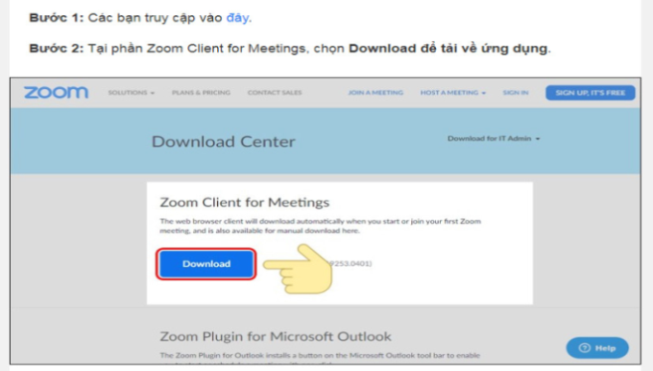 Bước 1: Các bạn truy cập vào đây.
Bước 2: Tại phần Zoom Client for Meetings, chọn Download để tải về ứng dụng.
zoom SOLUTIONS PLANS & PRICING CONTACT SALES JOIN A MEETING HOST A MEETING SIGN IN SIGN UP, IT'S FREE
Download Center Download for IT Admin
Zoom Client for Meetings
The web browser client will download automatically when you start or join your first Zoom
meeting, and is also available for manual download here.
Download 253.0401)
Zoom Plugin for Microsoft Outlook
The Zoom Plugin for Outlook installs a button on the Microsoft Outlook tool bar to enable
Help